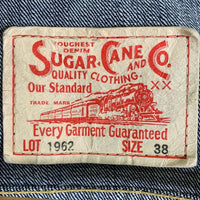 TOUGHEST
DENIM
SUGAR CANE AND CO.
QUALITY CLOTHING
Our Standard XX
TRADE MARK
Every Garment Guaranteed
LOT 1962 SIZE 38